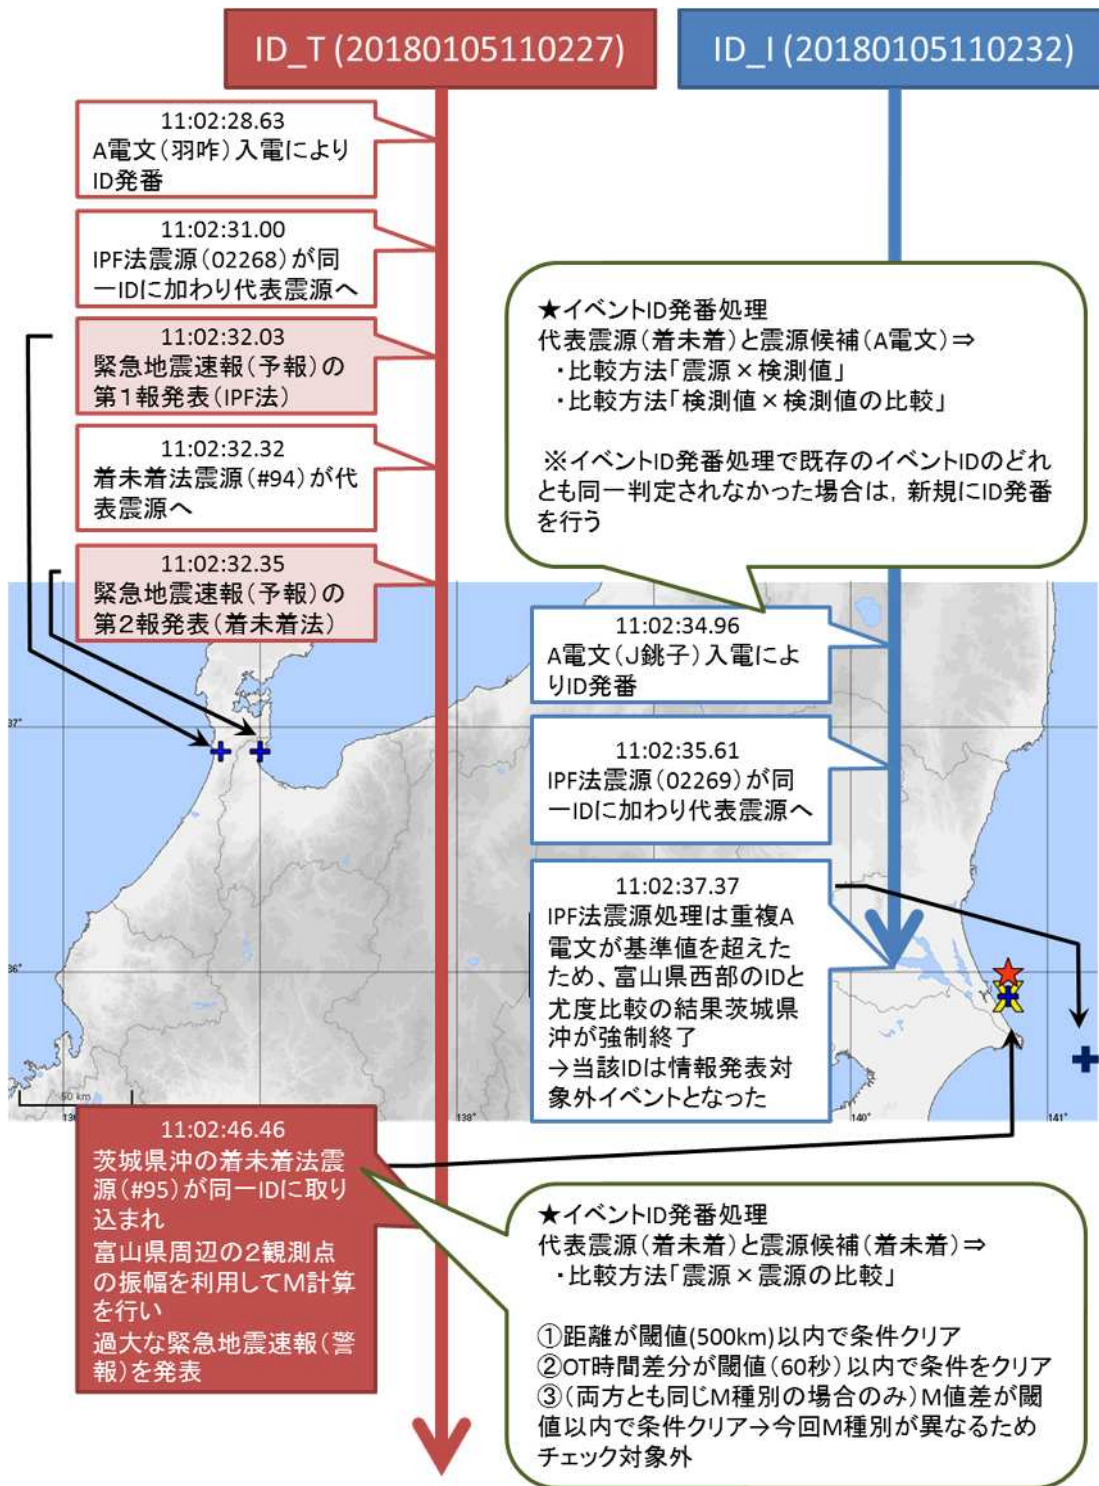 ID_T (20180105110227)
ID_I (20180105110232)
11:02:28.63
A電文(羽咋)入電により
ID発番
11:02:31.00
IPF法震源(02268)が同
一IDに加わり代表震源へ
11:02:32.03
緊急地震速報(予報)の
第1報発表(IPF法)
11:02:32.32
着未着法震源(#94)が代
表震源へ
11:02:32.35
緊急地震速報(予報)の
第2報発表(着未着法)
★イベントID発番処理
代表震源(着未着)と震源候補(A電文)⇒
・比較方法「震源×検測値」
・比較方法「検測値×検測値の比較」
※イベントID発番処理で既存のイベントIDのどれ
とも同一判定されなかった場合は, 新規にID発番
を行う
11:02:34.96
A電文(J銚子)入電によ
りID発番
11:02:35.61
IPF法震源(02269)が同
一IDに加わり代表震源へ
11:02:37.37
IPF法震源処理は重複A
電文が基準値を超えた
ため、富山県西部のIDと
尤度比較の結果茨城県
沖が強制終了
→当該IDは情報発表対
象外イベントとなった
37°
36°
50 km
136°
138°
140°
141°
11:02:46.46
茨城県沖の着未着法震
源(#95)が同一IDに取り
込まれ
富山県周辺の2観測点
の振幅を利用してM計算
を行い
過大な緊急地震速報(警
報)を発表
★イベントID発番処理
代表震源(着未着)と震源候補(着未着)⇒
・比較方法「震源×震源の比較」
①距離が閾値(500km)以内で条件クリア
②OT時間差分が閾値(60秒)以内で条件をクリア
③(両方とも同じM種別の場合のみ)M値差が閾
値以内で条件クリア→今回M種別が異なるため
チェック対象外